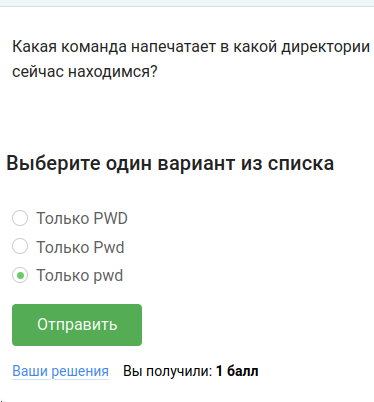 Какая команда напечатает в какой директории
сейчас находимся?
Выберите один вариант из списка
Только PWD
Только Pwd
Только pwd
Отправить
Ваши решения Вы получили: 1 балл